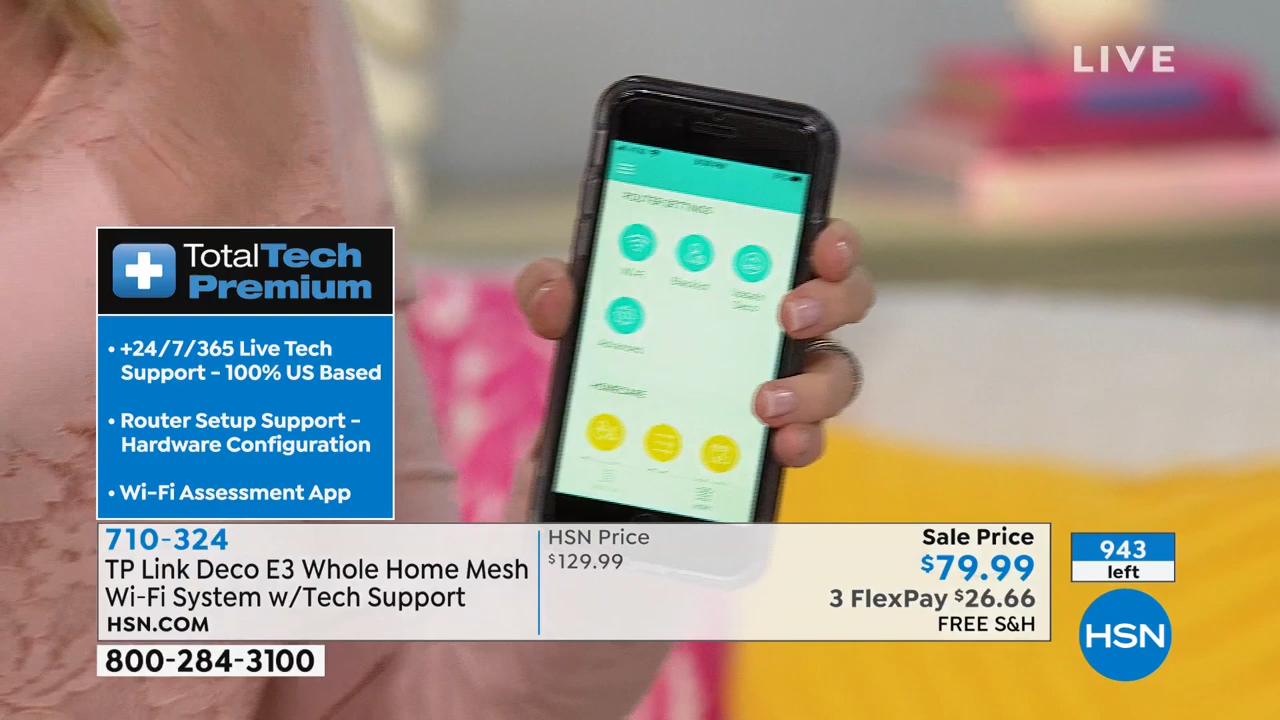 LIVE
TotalTech
Premium
• +24/7/365 Live Tech
Support - 100% US Based
• Router Setup Support -
Hardware Configuration
• Wi-Fi Assessment App
710-324
TP Link Deco E3 Whole Home Mesh
Wi-Fi System w/Tech Support
HSN.COM
HSN Price
$129.99
Sale Price
$79.99
3 FlexPay $26.66
FREE S&H
943
left
HSN
800-284-3100